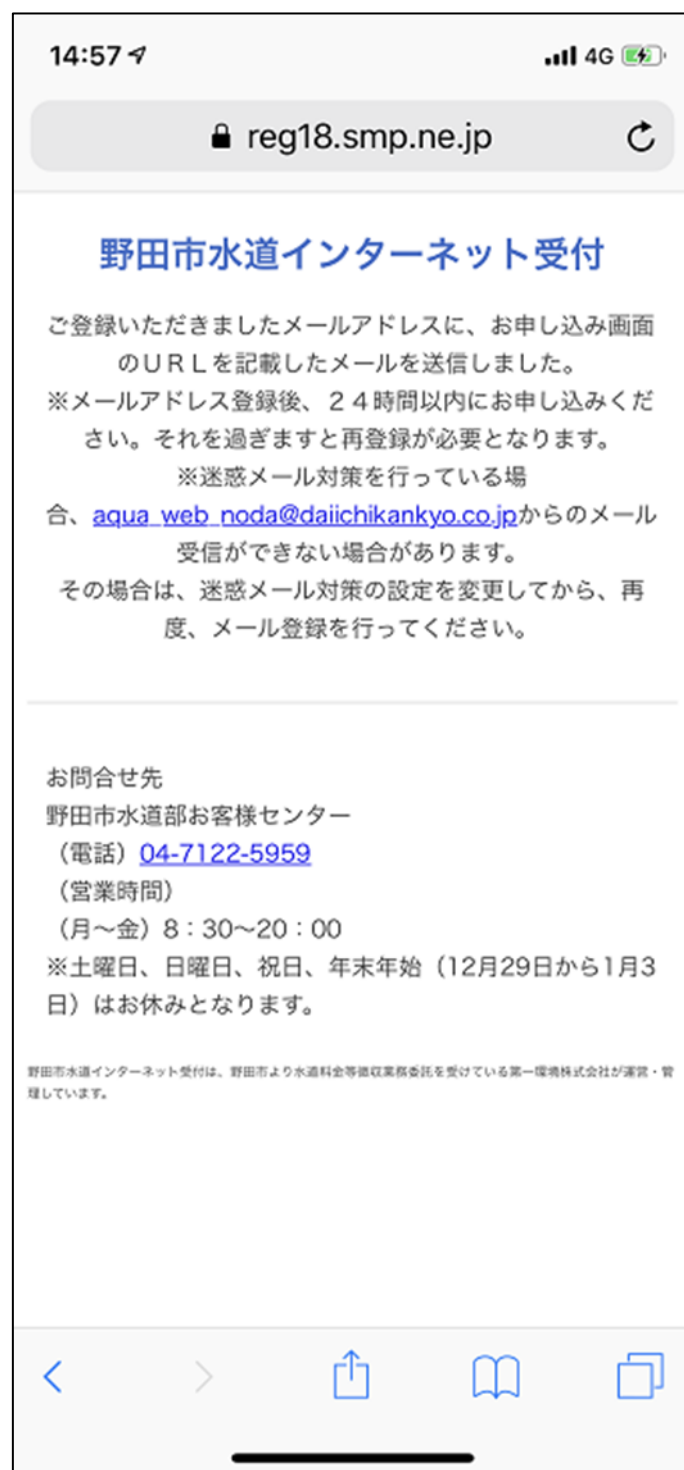 14:57
4G
reg18.smp.ne.jp
野田市水道インターネット受付
ご登録いただきましたメールアドレスに、お申し込み画面
のＵＲＬを記載したメールを送信しました。
※メールアドレス登録後、２４時間以内にお申し込みくだ
さい。それを過ぎますと再登録が必要となります。
※迷惑メール対策を行っている場
合、aqua_web_noda@daiichikankyo.co.jpからのメール
受信ができない場合があります。
その場合は、迷惑メール対策の設定を変更してから、再
度、メール登録を行ってください。
お問合せ先
野田市水道部お客様センター
（電話）04-7122-5959
（営業時間）
（月～金）8：30～20：00
※土曜日、日曜日、祝日、年末年始（12月29日から1月3
日）はお休みとなります。
野田市水道インターネット受付は、野田市より水道料金等徴収業務委託を受けている第一環境株式会社が運営・管
理しています。